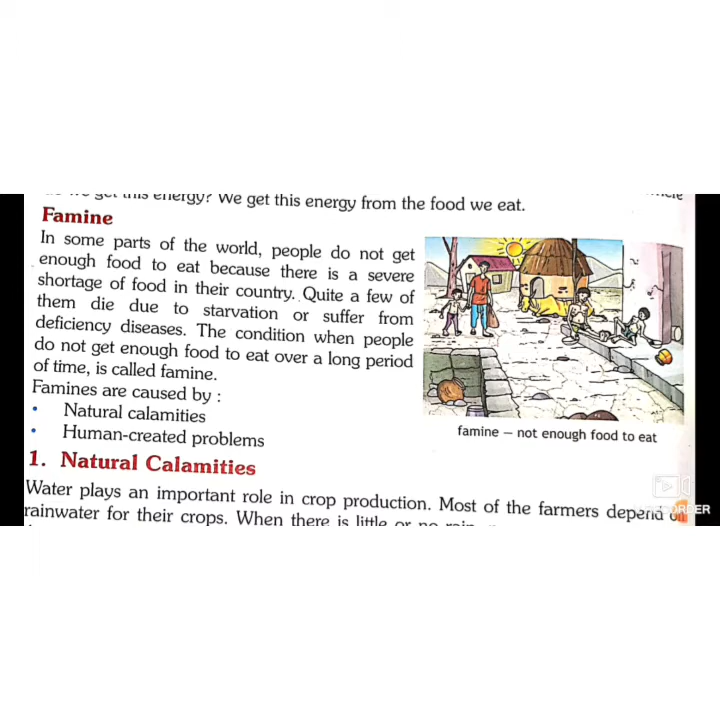 get this energy? We get this energy from the food we eat.
Famine
In some parts of the world, people do not get
enough food to eat because there is a severe
shortage of food in their country. Quite a few of
them die due to starvation or suffer from
deficiency diseases. The condition when people
do not get enough food to eat over a long period
of time, is called famine.
Famines are caused by :
• Natural calamities
• Human-created problems
famine – not enough food to eat
1. Natural Calamities
Water plays an important role in crop production. Most of the farmers depend on
rainwater for their crops. When there is little or no rain